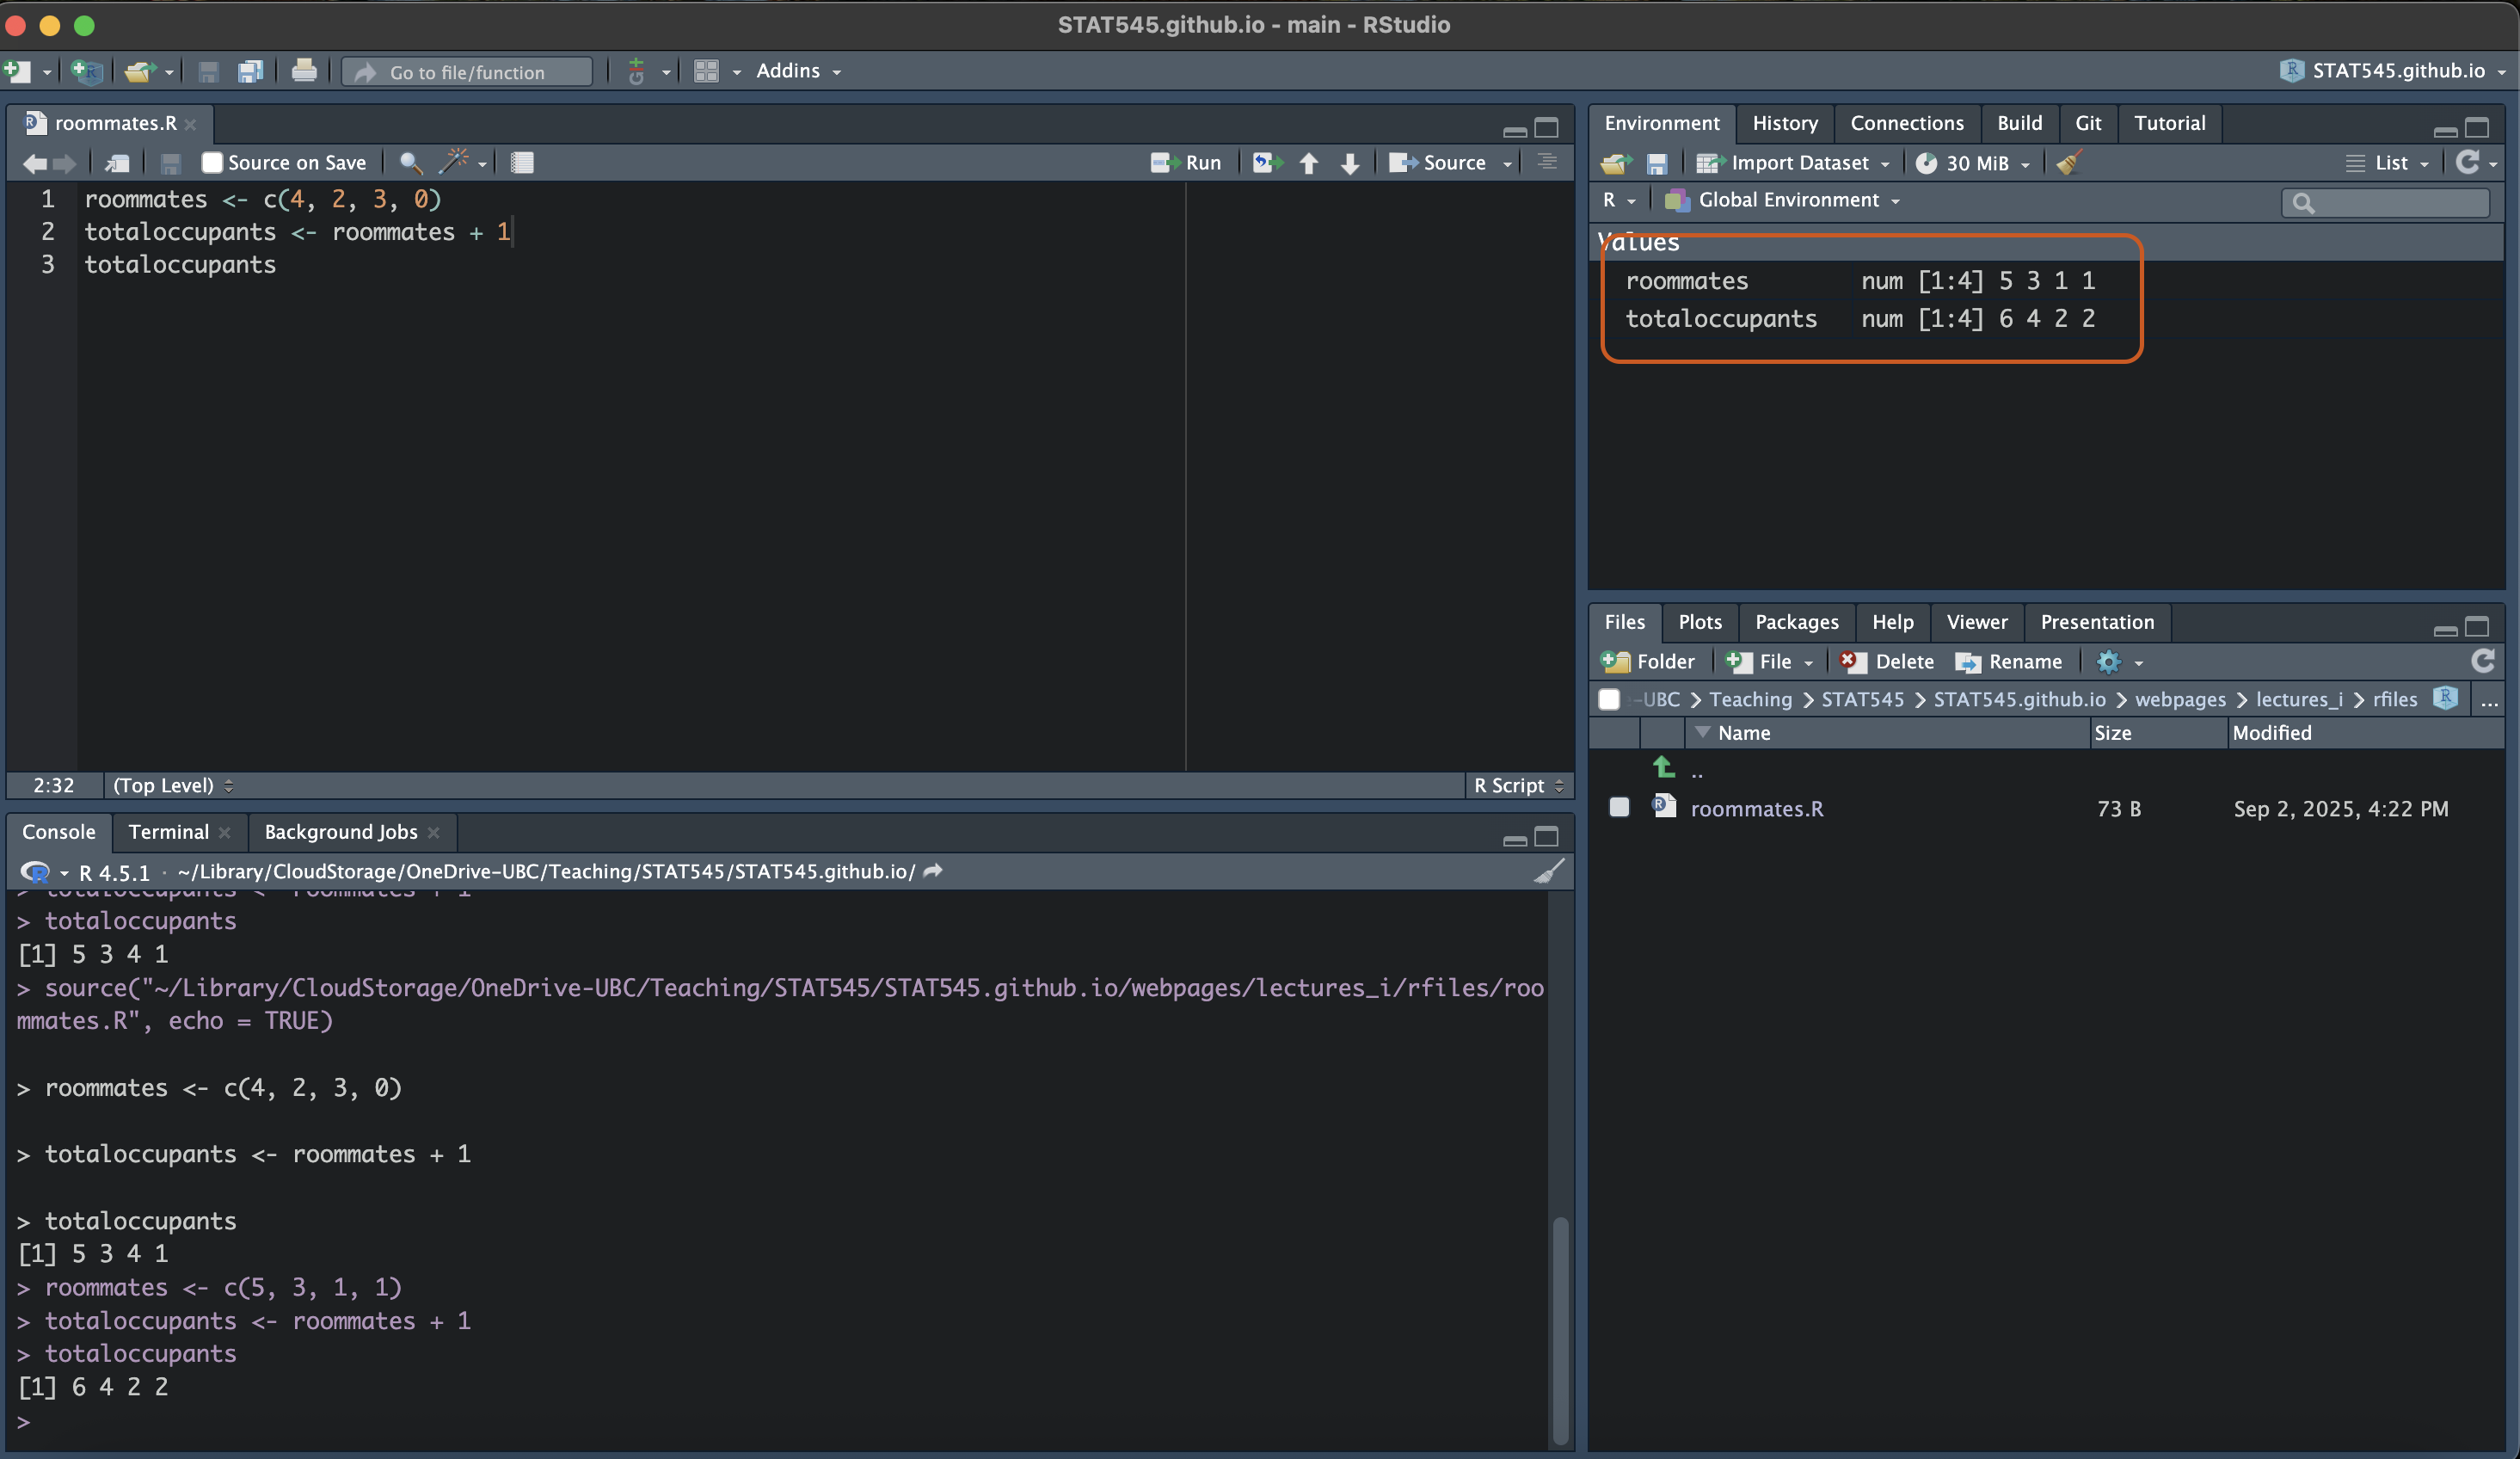 STAT545.github.io - main - RStudio
Go to file/function
Addins
STAT545.github.io
roommates.R
Source on Save
Run
Source
1 roommates <- c(4, 2, 3, 0)
2 totaloccupants <- roommates + 1
3 totaloccupants
2:32 (Top Level) R Script
Console Terminal Background Jobs
R 4.5.1 · ~/Library/CloudStorage/OneDrive-UBC/Teaching/STAT545/STAT545.github.io/
> totaloccupants <- roommates + 1
> totaloccupants
[1] 5 3 4 1
> source("~/Library/CloudStorage/OneDrive-UBC/Teaching/STAT545/STAT545.github.io/webpages/lectures_i/rfiles/roo
mmates.R", echo = TRUE)
> roommates <- c(4, 2, 3, 0)
> totaloccupants <- roommates + 1
> totaloccupants
[1] 5 3 4 1
> roommates <- c(5, 3, 1, 1)
> totaloccupants <- roommates + 1
> totaloccupants
[1] 6 4 2 2
>
Environment History Connections Build Git Tutorial
Import Dataset 30 MiB List
R Global Environment
Values
roommates num [1:4] 5 3 1 1
totaloccupants num [1:4] 6 4 2 2
Files Plots Packages Help Viewer Presentation
Folder File Delete Rename
-UBC > Teaching > STAT545 > STAT545.github.io > webpages > lectures_i > rfiles ...
Name Size Modified
..
roommates.R 73 B Sep 2, 2025, 4:22 PM